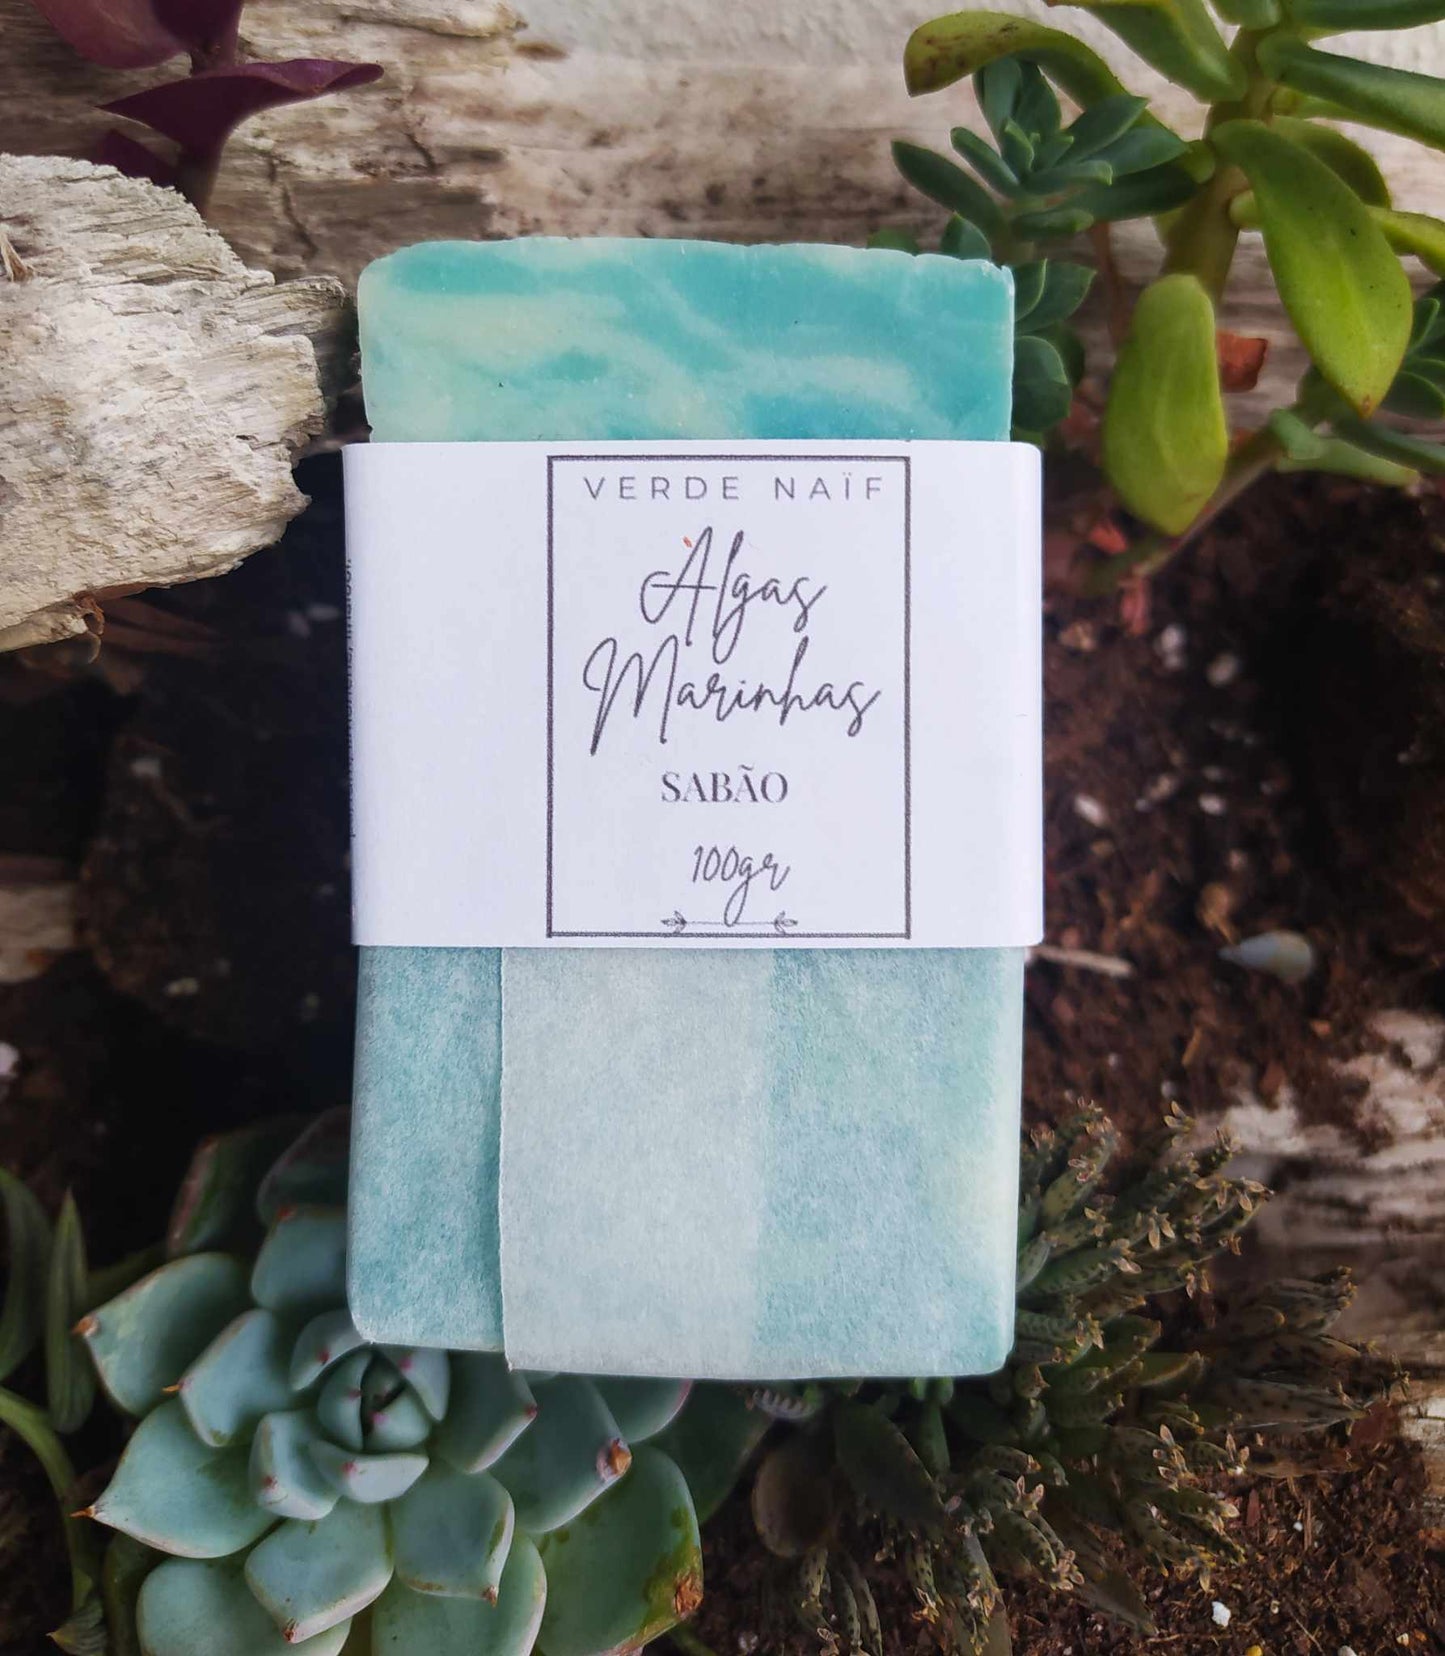 VERDE NAÏF
Algas
Marinhas
SABÃO
100gr